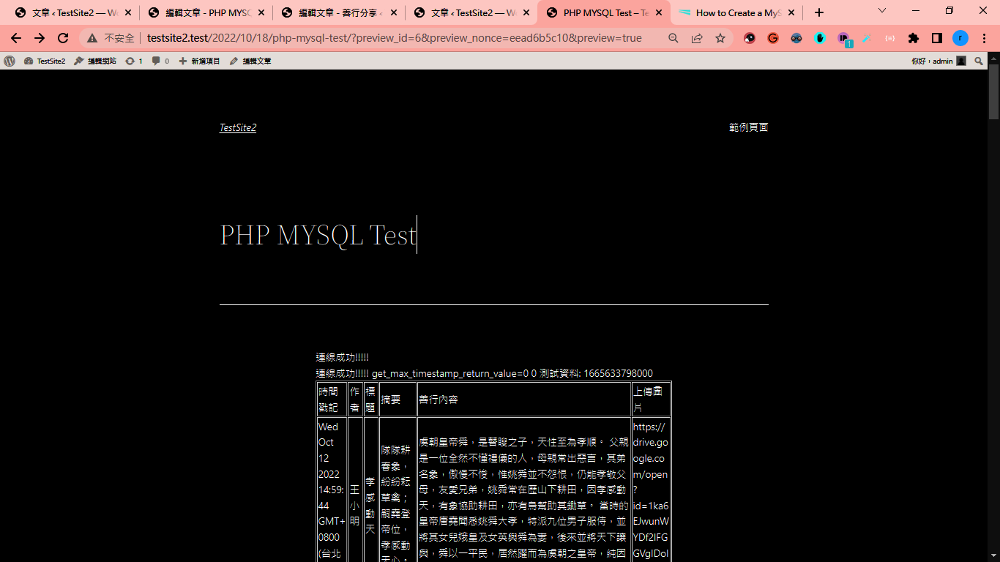 文章 ‹ TestSite2 — Wo
編輯文章 - PHP MYSQ
編輯文章 - 善行分享 ‹
文章 ‹ TestSite2 — Wo
PHP MYSQL Test – Te
How to Create a MyS
不安全
testsite2.test/2022/10/18/php-mysql-test/?preview_id=6&preview_nonce=eead6b5c10&preview=true
1
r
TestSite2 編輯網站 1 0 新增項目 編輯文章 你好，admin
TestSite2 範例頁面
PHP MYSQL Test
連線成功!!!!!
連線成功!!!!! get_max_timestamp_return_value=0 0 測試資料: 1665633798000
時間
戳記
作
者
標
題
摘要
善行內容
上傳圖
片
Wed
Oct
12
2022
14:59:
44
GMT+
0800
(台北
王
小
明
孝
感
動
天
隊隊耕
春象，
紛紛耘
草禽；
嗣堯登
帝位，
孝感動
天心。
虞朝皇帝舜，是瞽瞍之子，天性至為孝順。 父親
是一位全然不懂禮儀的人，母親常出惡言，其弟
名象，傲慢不悛，惟姚舜並不怨恨，仍能孝敬父
母，友愛兄弟，姚舜常在歷山下耕田，因孝感動
天，有象協助耕田，亦有鳥幫助其鋤草。 當時的
皇帝唐堯聞悉姚舜大孝，特派九位男子服侍，並
將其女兒娥皇及女英與舜為妻，後來並將天下讓
與，舜以一平民，居然躍而為虞朝之皇帝，純因
https://
drive.go
ogle.co
m/open
?
id=1ka6
EJwunW
YDf2IFG
GVgIDoI